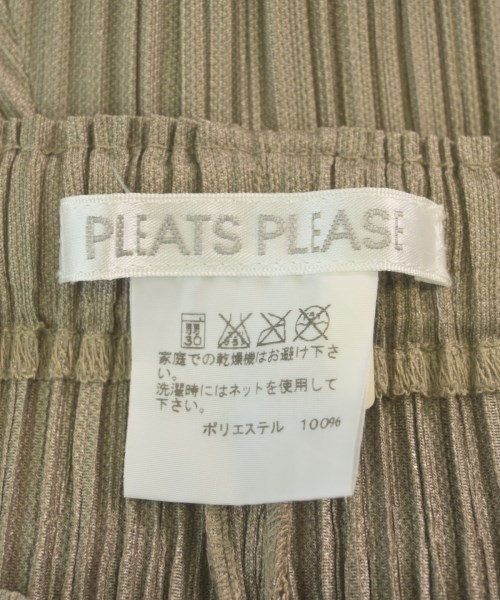 PLEATS PLEASE
30
家庭での乾燥機はお避け下さ
い。
洗濯時にはネットを使用して
下さい。
ポリエステル 100%